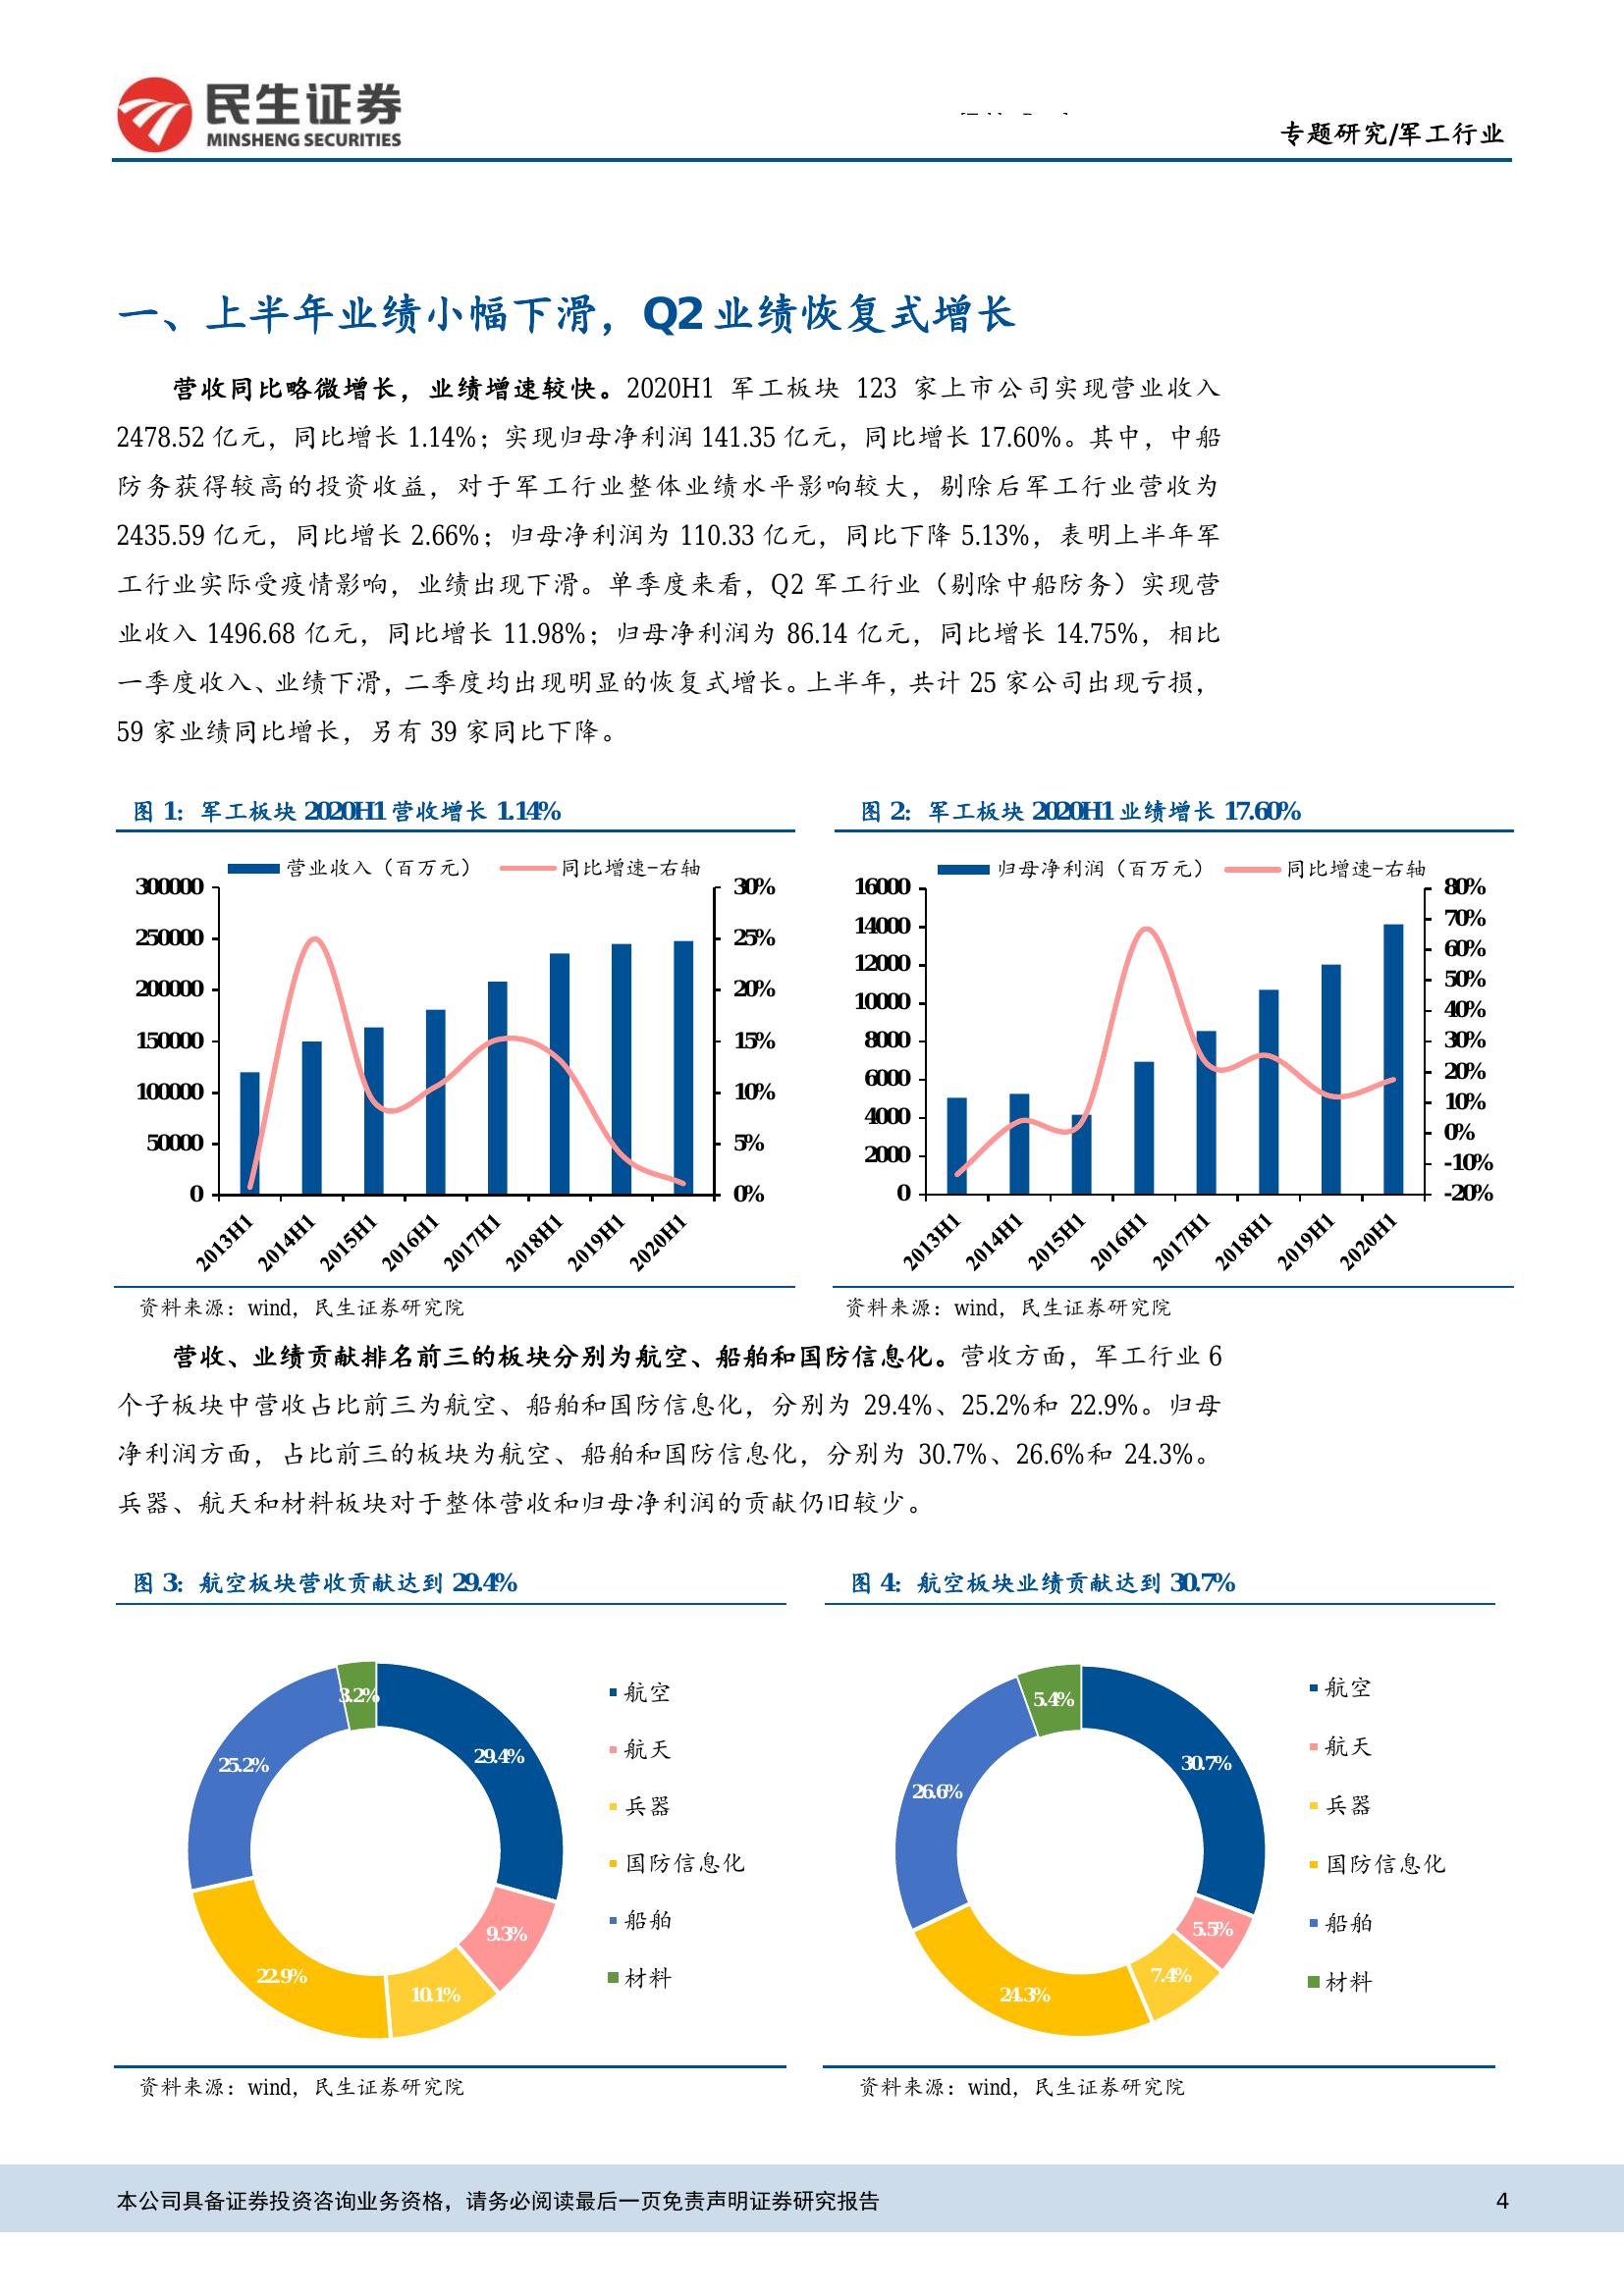 民生证券
MINSHENG SECURITIES
专题研究/军工行业
一、上半年业绩小幅下滑，Q2 业绩恢复式增长
营收同比略微增长，业绩增速较快。2020H1 军工板块 123 家上市公司实现营业收入
2478.52 亿元，同比增长 1.14%；实现归母净利润 141.35 亿元，同比增长 17.60%。其中，中船
防务获得较高的投资收益，对于军工行业整体业绩水平影响较大，剔除后军工行业营收为
2435.59 亿元，同比增长 2.66%；归母净利润为 110.33 亿元，同比下降 5.13%，表明上半年军
工行业实际受疫情影响，业绩出现下滑。单季度来看，Q2 军工行业（剔除中船防务）实现营
业收入 1496.68 亿元，同比增长 11.98%；归母净利润为 86.14 亿元，同比增长 14.75%，相比
一季度收入、业绩下滑，二季度均出现明显的恢复式增长。上半年，共计 25 家公司出现亏损，
59 家业绩同比增长，另有 39 家同比下降。
图 1：军工板块 2020H1 营收增长 1.14%
营业收入（百万元） 同比增速-右轴
300000
250000
200000
150000
100000
50000
0
30%
25%
20%
15%
10%
5%
0%
2013H1 2014H1 2015H1 2016H1 2017H1 2018H1 2019H1 2020H1
资料来源：wind，民生证券研究院
图 2：军工板块 2020H1 业绩增长 17.60%
归母净利润（百万元） 同比增速-右轴
16000
14000
12000
10000
8000
6000
4000
2000
0
80%
70%
60%
50%
40%
30%
20%
10%
0%
-10%
-20%
2013H1 2014H1 2015H1 2016H1 2017H1 2018H1 2019H1 2020H1
资料来源：wind，民生证券研究院
营收、业绩贡献排名前三的板块分别为航空、船舶和国防信息化。营收方面，军工行业 6
个子板块中营收占比前三为航空、船舶和国防信息化，分别为 29.4%、25.2%和 22.9%。归母
净利润方面，占比前三的板块为航空、船舶和国防信息化，分别为 30.7%、26.6%和 24.3%。
兵器、航天和材料板块对于整体营收和归母净利润的贡献仍旧较少。
图 3：航空板块营收贡献达到 29.4%
3.2%
29.4%
25.2%
9.3%
22.9%
10.1%
航空
航天
兵器
国防信息化
船舶
材料
资料来源：wind，民生证券研究院
图 4：航空板块业绩贡献达到 30.7%
5.4%
30.7%
26.6%
5.5%
7.4%
24.3%
航空
航天
兵器
国防信息化
船舶
材料
资料来源：wind，民生证券研究院
本公司具备证券投资咨询业务资格，请务必阅读最后一页免责声明证券研究报告
4